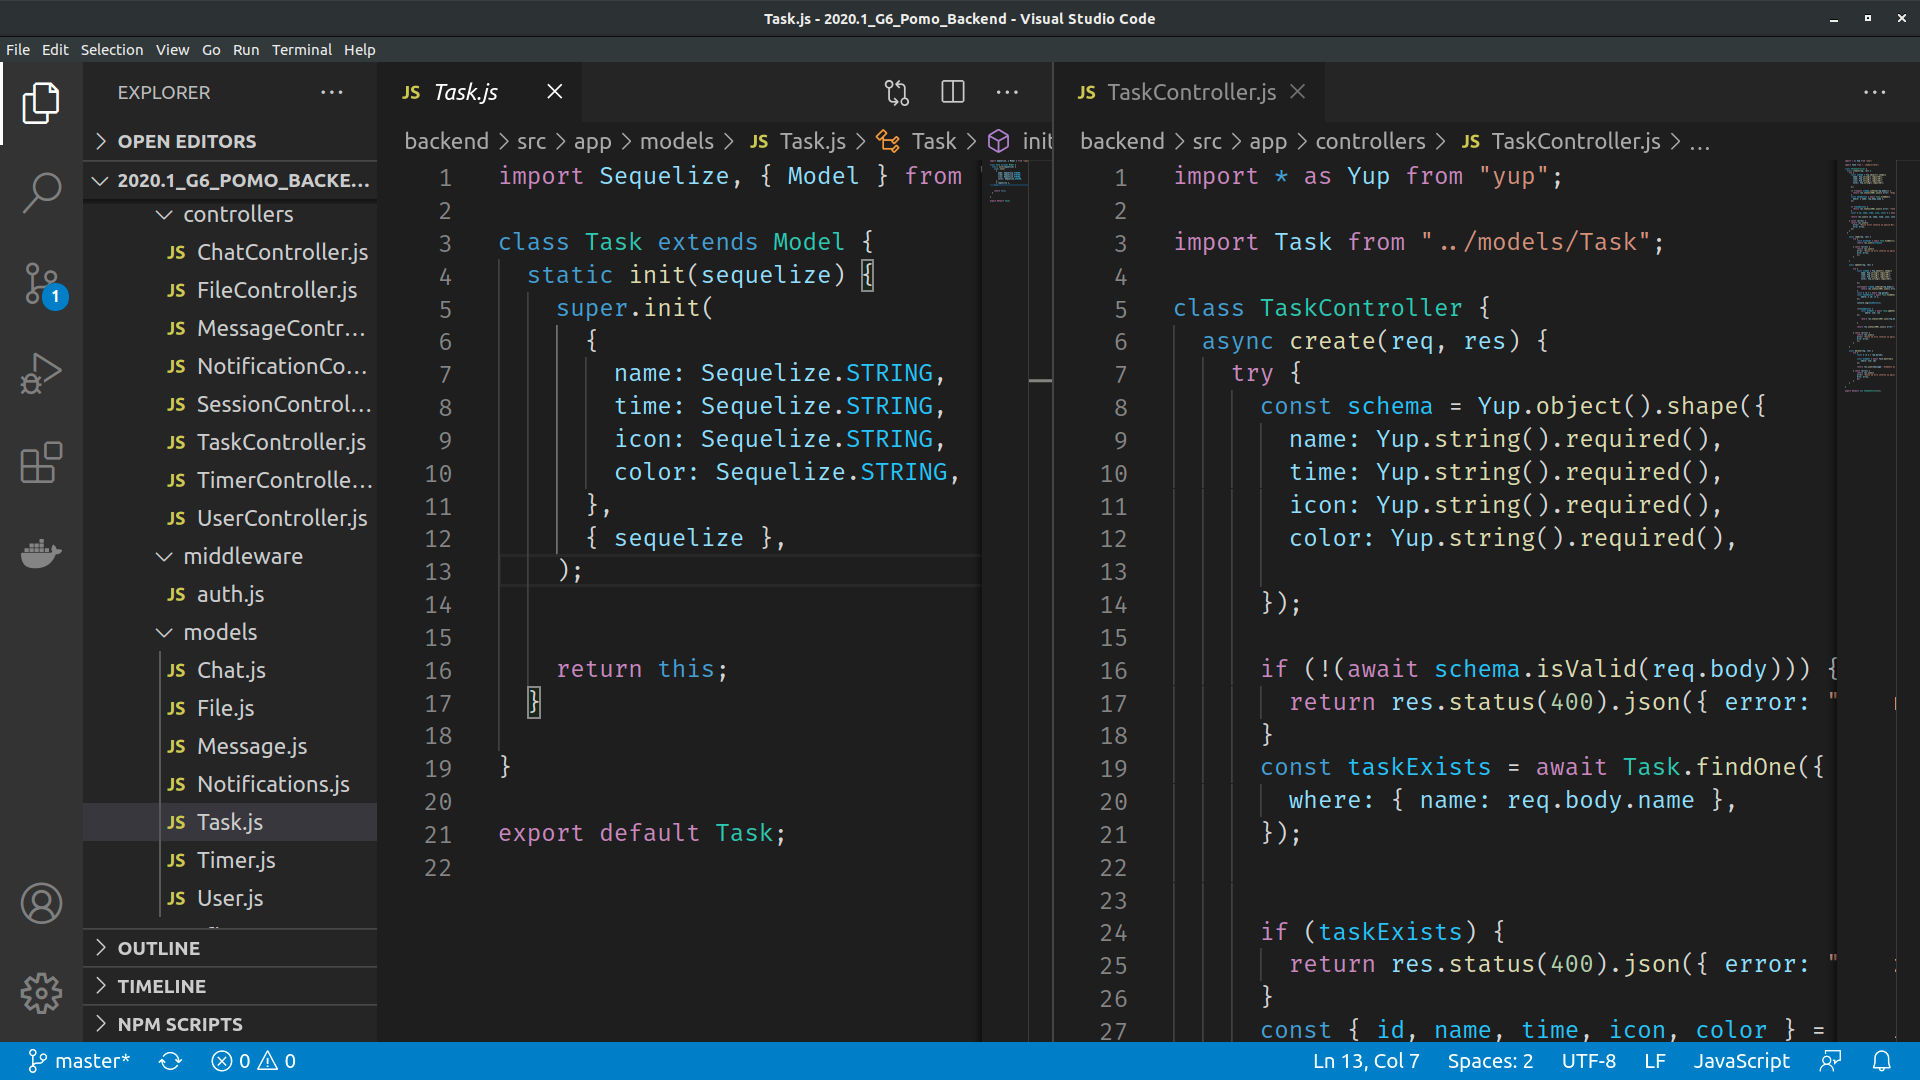 Task.js - 2020.1_G6_Pomo_Backend - Visual Studio Code
File Edit Selection View Go Run Terminal Help
EXPLORER
OPEN EDITORS
2020.1_G6_POMO_BACKE...
controllers
JS ChatController.js
JS FileController.js
JS MessageContr...
JS NotificationCo...
JS SessionControl...
JS TaskController.js
JS TimerControlle...
JS UserController.js
middleware
JS auth.js
models
JS Chat.js
JS File.js
JS Message.js
JS Notifications.js
JS Task.js
JS Timer.js
JS User.js
OUTLINE
TIMELINE
NPM SCRIPTS
1
JS Task.js
backend > src > app > models > JS Task.js > Task > init
1 import Sequelize, { Model } from
2
3 class Task extends Model {
4 static init(sequelize) {
5 super.init(
6 {
7 name: Sequelize.STRING,
8 time: Sequelize.STRING,
9 icon: Sequelize.STRING,
10 color: Sequelize.STRING,
11 },
12 { sequelize },
13 );
14
15
16 return this;
17 }
18
19 }
20
21 export default Task;
22
JS TaskController.js
backend > src > app > controllers > JS TaskController.js > ...
1 import * as Yup from "yup";
2
3 import Task from "../models/Task";
4
5 class TaskController {
6 async create(req, res) {
7 try {
8 const schema = Yup.object().shape({
9 name: Yup.string().required(),
10 time: Yup.string().required(),
11 icon: Yup.string().required(),
12 color: Yup.string().required(),
13
14 });
15
16 if (!(await schema.isValid(req.body))) {
17 return res.status(400).json({ error: "
18 }
19 const taskExists = await Task.findOne({
20 where: { name: req.body.name },
21 });
22
23
24 if (taskExists) {
25 return res.status(400).json({ error: "
26 }
27 const { id, name, time, icon, color } =
master* 0 0 Ln 13, Col 7 Spaces: 2 UTF-8 LF JavaScript